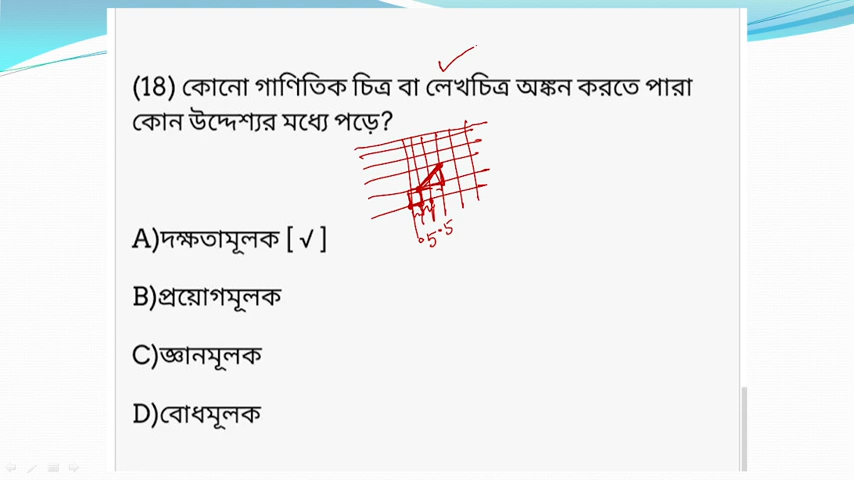 (18) কোনো গাণিতিক চিত্র বা লেখচিত্র অঙ্কন করতে পারা
কোন উদ্দেশ্যর মধ্যে পড়ে?
A)দক্ষতামূলক [ √ ]
B)প্রয়োগমূলক
C)জ্ঞানমূলক
D)বোধমূলক